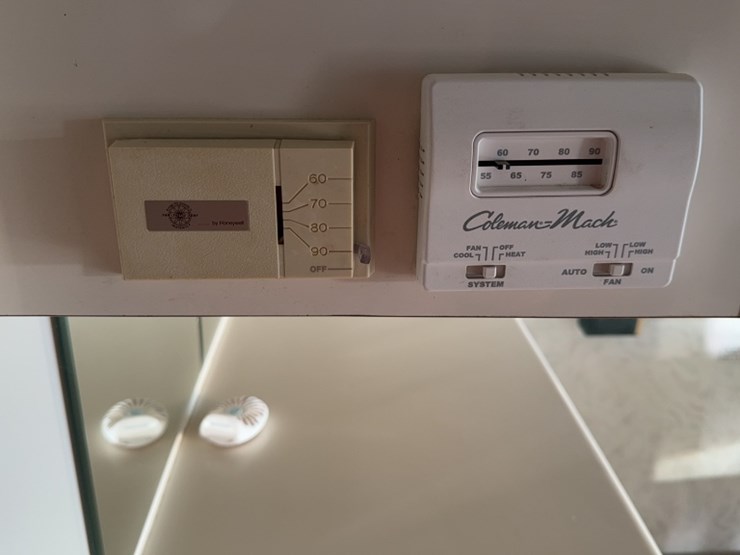 by Honeywell
60
70
80
90
OFF
60 70 80 90
55 65 75 85
Coleman-Mach
FAN OFF
COOL HEAT
SYSTEM
LOW LOW
HIGH HIGH
AUTO ON
FAN